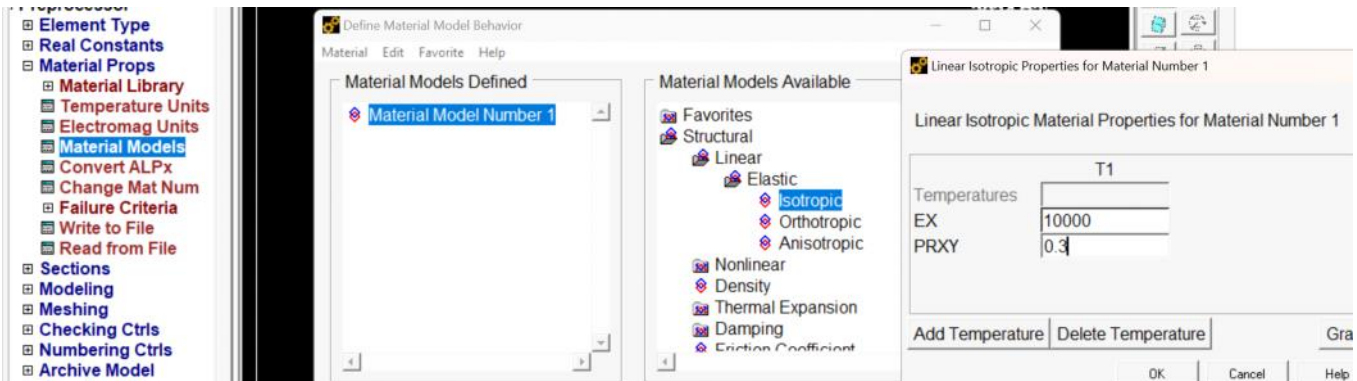 Preprocessor
Element Type
Real Constants
Material Props
Material Library
Temperature Units
Electromag Units
Material Models
Convert ALPx
Change Mat Num
Failure Criteria
Write to File
Read from File
Sections
Modeling
Meshing
Checking Ctrls
Numbering Ctrls
Archive Model
Define Material Model Behavior
Material Edit Favorite Help
Material Models Defined
Material Model Number 1
Material Models Available
Favorites
Structural
Linear
Elastic
Isotropic
Orthotropic
Anisotropic
Nonlinear
Density
Thermal Expansion
Damping
Friction Coefficient
Linear Isotropic Properties for Material Number 1
Linear Isotropic Material Properties for Material Number 1
T1
Temperatures
EX 10000
PRXY 0.3
Add Temperature Delete Temperature Gra
OK Cancel Help